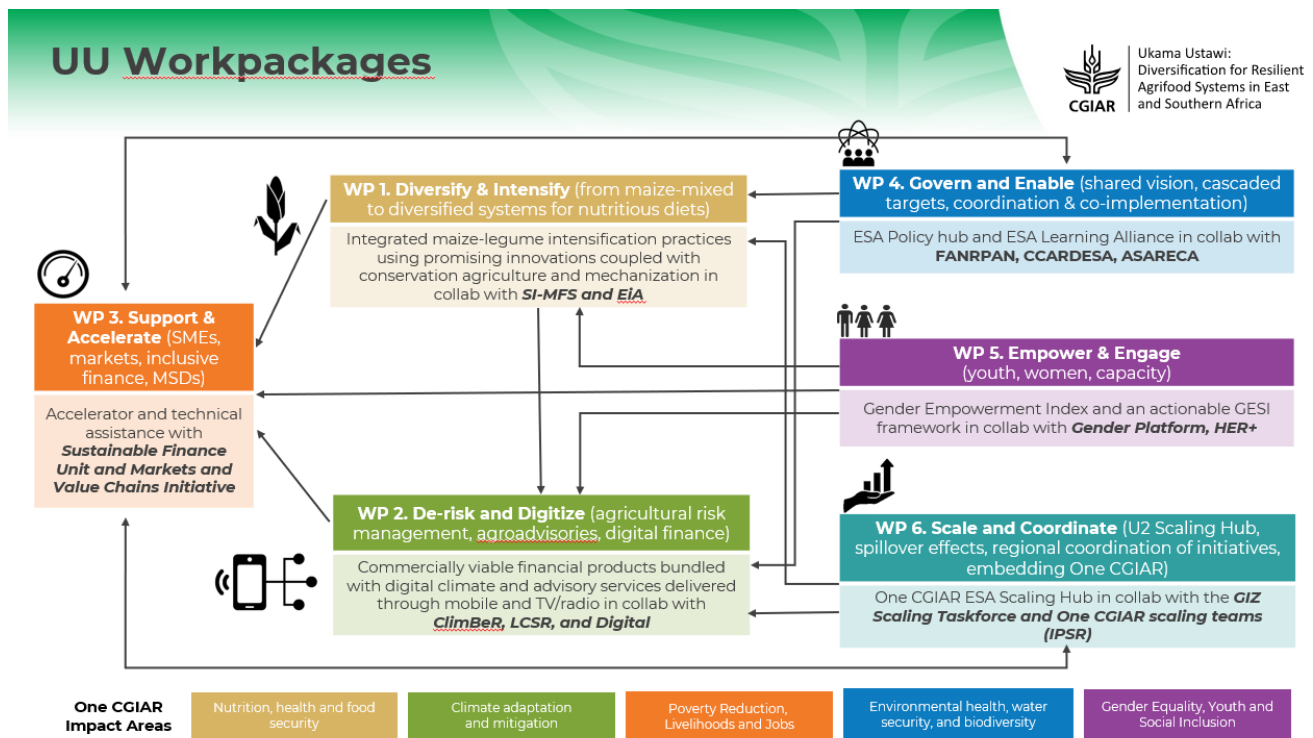 UU Workpackages
CGIAR
Ukama Ustawi:
Diversification for Resilient
Agrifood Systems in East
and Southern Africa
WP 1. Diversify & Intensify (from maize-mixed
to diversified systems for nutritious diets)
Integrated maize-legume intensification practices
using promising innovations coupled with
conservation agriculture and mechanization in
collab with SI-MFS and EiA
WP 4. Govern and Enable (shared vision, cascaded
targets, coordination & co-implementation)
ESA Policy hub and ESA Learning Alliance in collab with
FANRPAN, CCARDESA, ASARECA
WP 3. Support &
Accelerate (SMEs,
markets, inclusive
finance, MSDs)
Accelerator and technical
assistance with
Sustainable Finance
Unit and Markets and
Value Chains Initiative
WP 5. Empower & Engage
(youth, women, capacity)
Gender Empowerment Index and an actionable GESI
framework in collab with Gender Platform, HER+
WP 2. De-risk and Digitize (agricultural risk
management, agroadvisories, digital finance)
Commercially viable financial products bundled
with digital climate and advisory services delivered
through mobile and TV/radio in collab with
ClimBeR, LCSR, and Digital
WP 6. Scale and Coordinate (U2 Scaling Hub,
spillover effects, regional coordination of initiatives,
embedding One CGIAR)
One CGIAR ESA Scaling Hub in collab with the GIZ
Scaling Taskforce and One CGIAR scaling teams
(IPSR)
One CGIAR
Impact Areas
Nutrition, health and food
security
Climate adaptation
and mitigation
Poverty Reduction,
Livelihoods and Jobs
Environmental health, water
security, and biodiversity
Gender Equality, Youth and
Social Inclusion